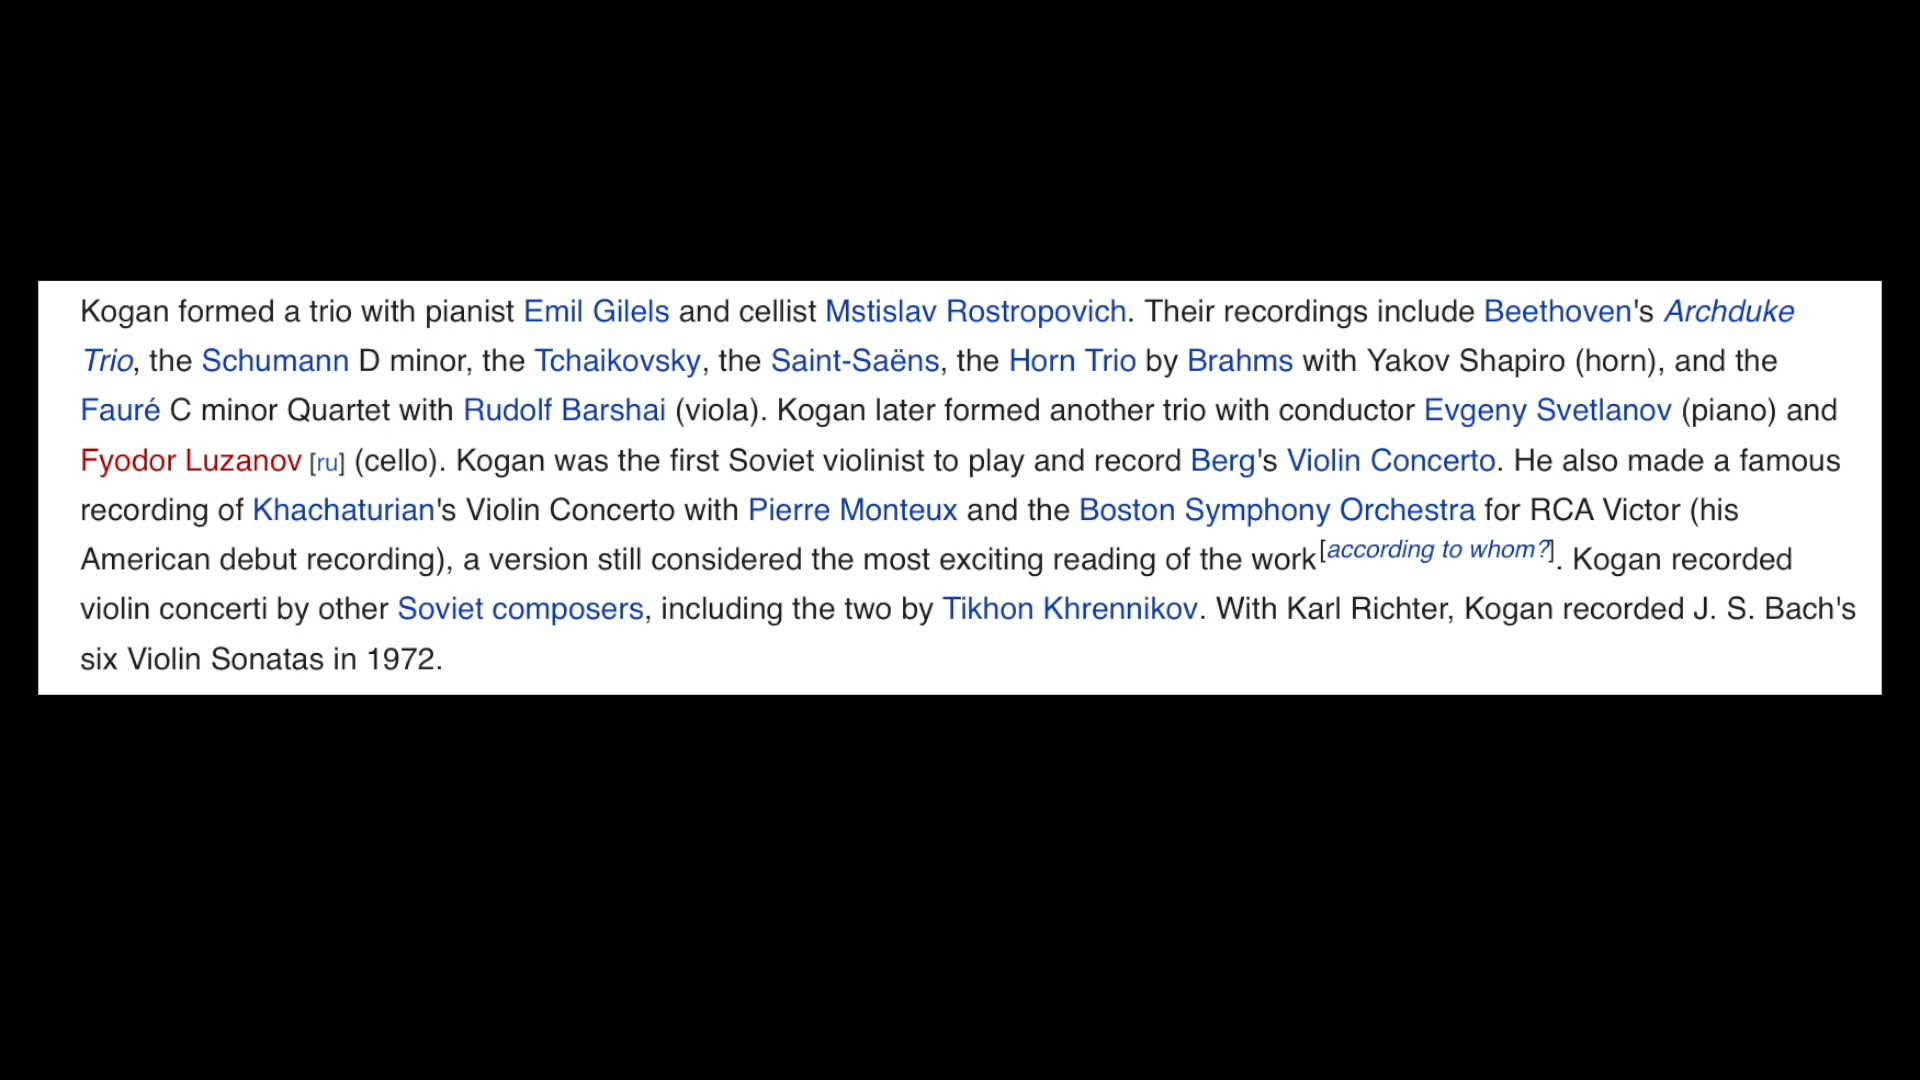 Kogan formed a trio with pianist Emil Gilels and cellist Mstislav Rostropovich. Their recordings include Beethoven's Archduke
Trio, the Schumann D minor, the Tchaikovsky, the Saint-Saëns, the Horn Trio by Brahms with Yakov Shapiro (horn), and the
Fauré C minor Quartet with Rudolf Barshai (viola). Kogan later formed another trio with conductor Evgeny Svetlanov (piano) and
Fyodor Luzanov [ru] (cello). Kogan was the first Soviet violinist to play and record Berg's Violin Concerto. He also made a famous
recording of Khachaturian's Violin Concerto with Pierre Monteux and the Boston Symphony Orchestra for RCA Victor (his
American debut recording), a version still considered the most exciting reading of the work[according to whom?]. Kogan recorded
violin concerti by other Soviet composers, including the two by Tikhon Khrennikov. With Karl Richter, Kogan recorded J. S. Bach's
six Violin Sonatas in 1972.